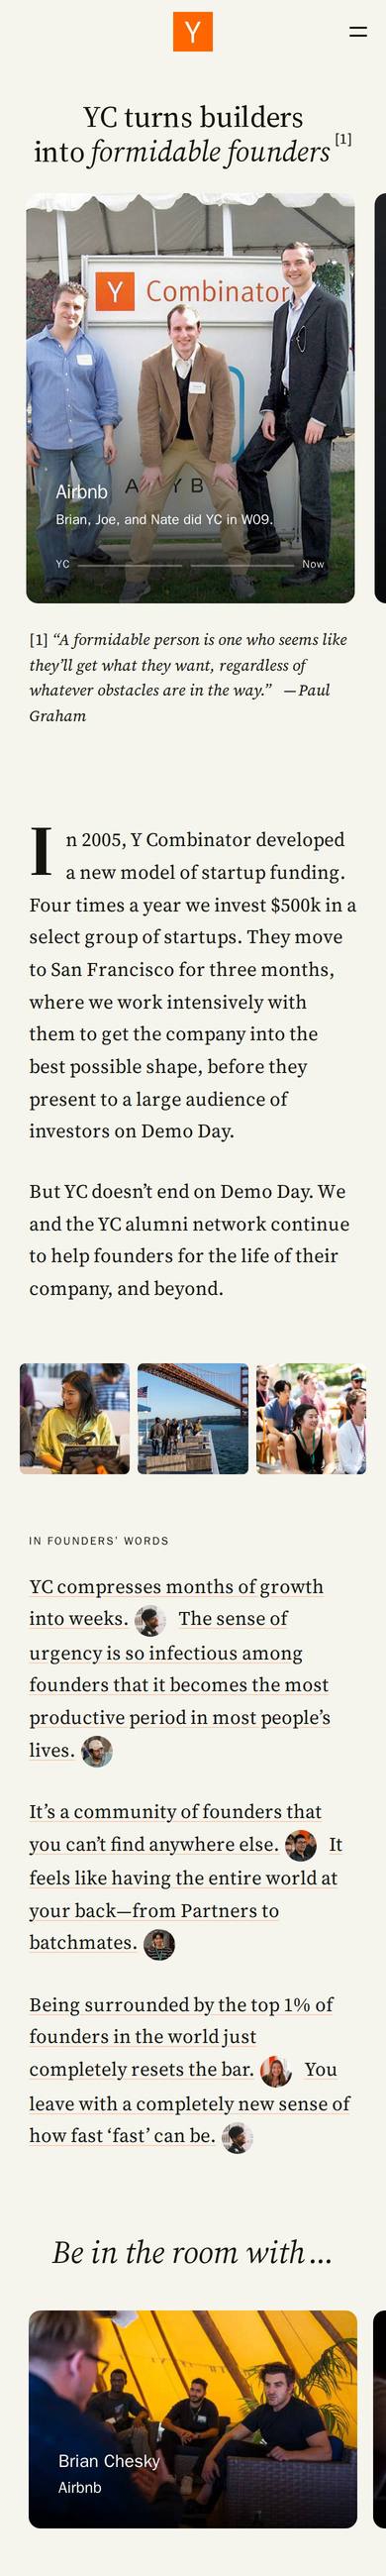 Y
YC turns builders
into formidable founders [1]
Y Combinator
A Y B
Airbnb
Brian, Joe, and Nate did YC in W09.
YC Now
[1] “A formidable person is one who seems like
they’ll get what they want, regardless of
whatever obstacles are in the way.” —Paul
Graham
In 2005, Y Combinator developed
a new model of startup funding.
Four times a year we invest $500k in a
select group of startups. They move
to San Francisco for three months,
where we work intensively with
them to get the company into the
best possible shape, before they
present to a large audience of
investors on Demo Day.
But YC doesn’t end on Demo Day. We
and the YC alumni network continue
to help founders for the life of their
company, and beyond.
IN FOUNDERS’ WORDS
YC compresses months of growth
into weeks. The sense of
urgency is so infectious among
founders that it becomes the most
productive period in most people’s
lives.
It’s a community of founders that
you can’t find anywhere else. It
feels like having the entire world at
your back—from Partners to
batchmates.
Being surrounded by the top 1% of
founders in the world just
completely resets the bar. You
leave with a completely new sense of
how fast ‘fast’ can be.
Be in the room with ...
Brian Chesky
Airbnb